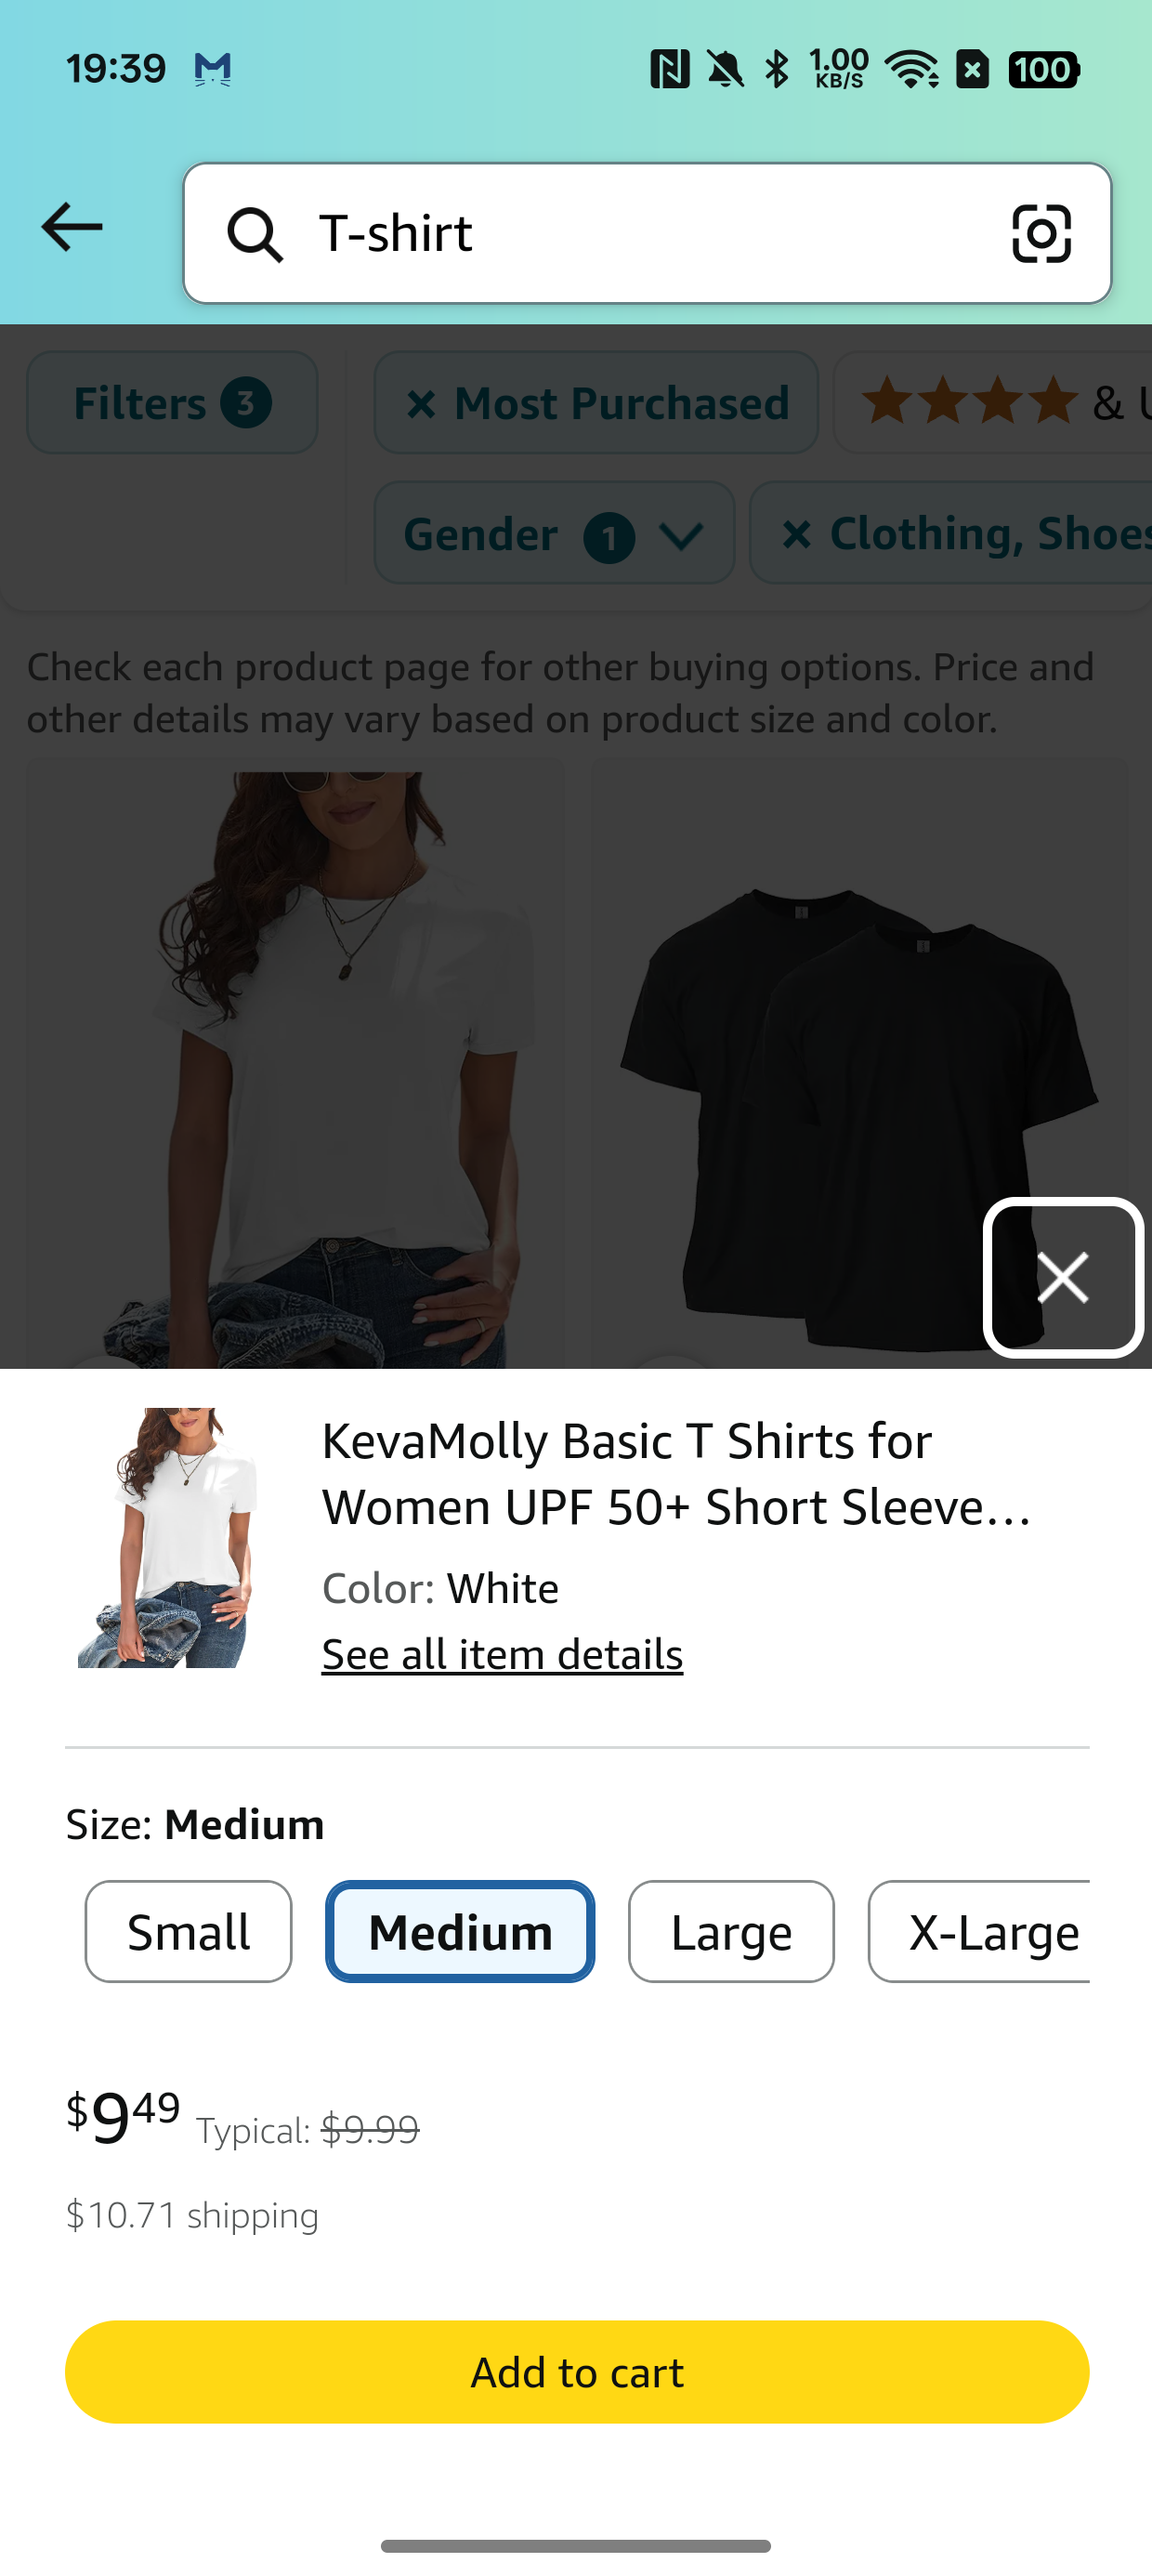 19:39
1.00
KB/S
100
T-shirt
Filters 3
× Most Purchased
& U
Gender 1
× Clothing, Shoes
Check each product page for other buying options. Price and
other details may vary based on product size and color.
KevaMolly Basic T Shirts for
Women UPF 50+ Short Sleeve...
Color: White
See all item details
Size: Medium
Small
Medium
Large
X-Large
$9.49 Typical: $9.99
$10.71 shipping
Add to cart